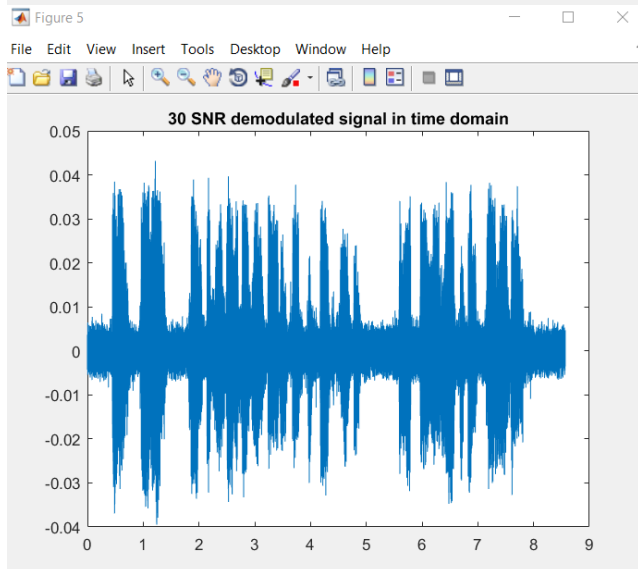 Figure 5
File Edit View Insert Tools Desktop Window Help
30 SNR demodulated signal in time domain
0.05
0.04
0.03
0.02
0.01
0
-0.01
-0.02
-0.03
-0.04
0 1 2 3 4 5 6 7 8 9